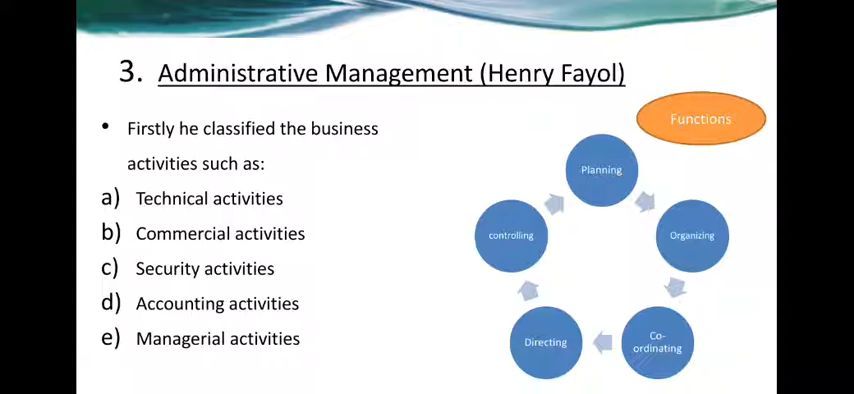 3. Administrative Management (Henry Fayol)
• Firstly he classified the business
activities such as:
a) Technical activities
b) Commercial activities
c) Security activities
d) Accounting activities
e) Managerial activities
Functions
Planning
Organizing
Co-
ordinating
Directing
controlling